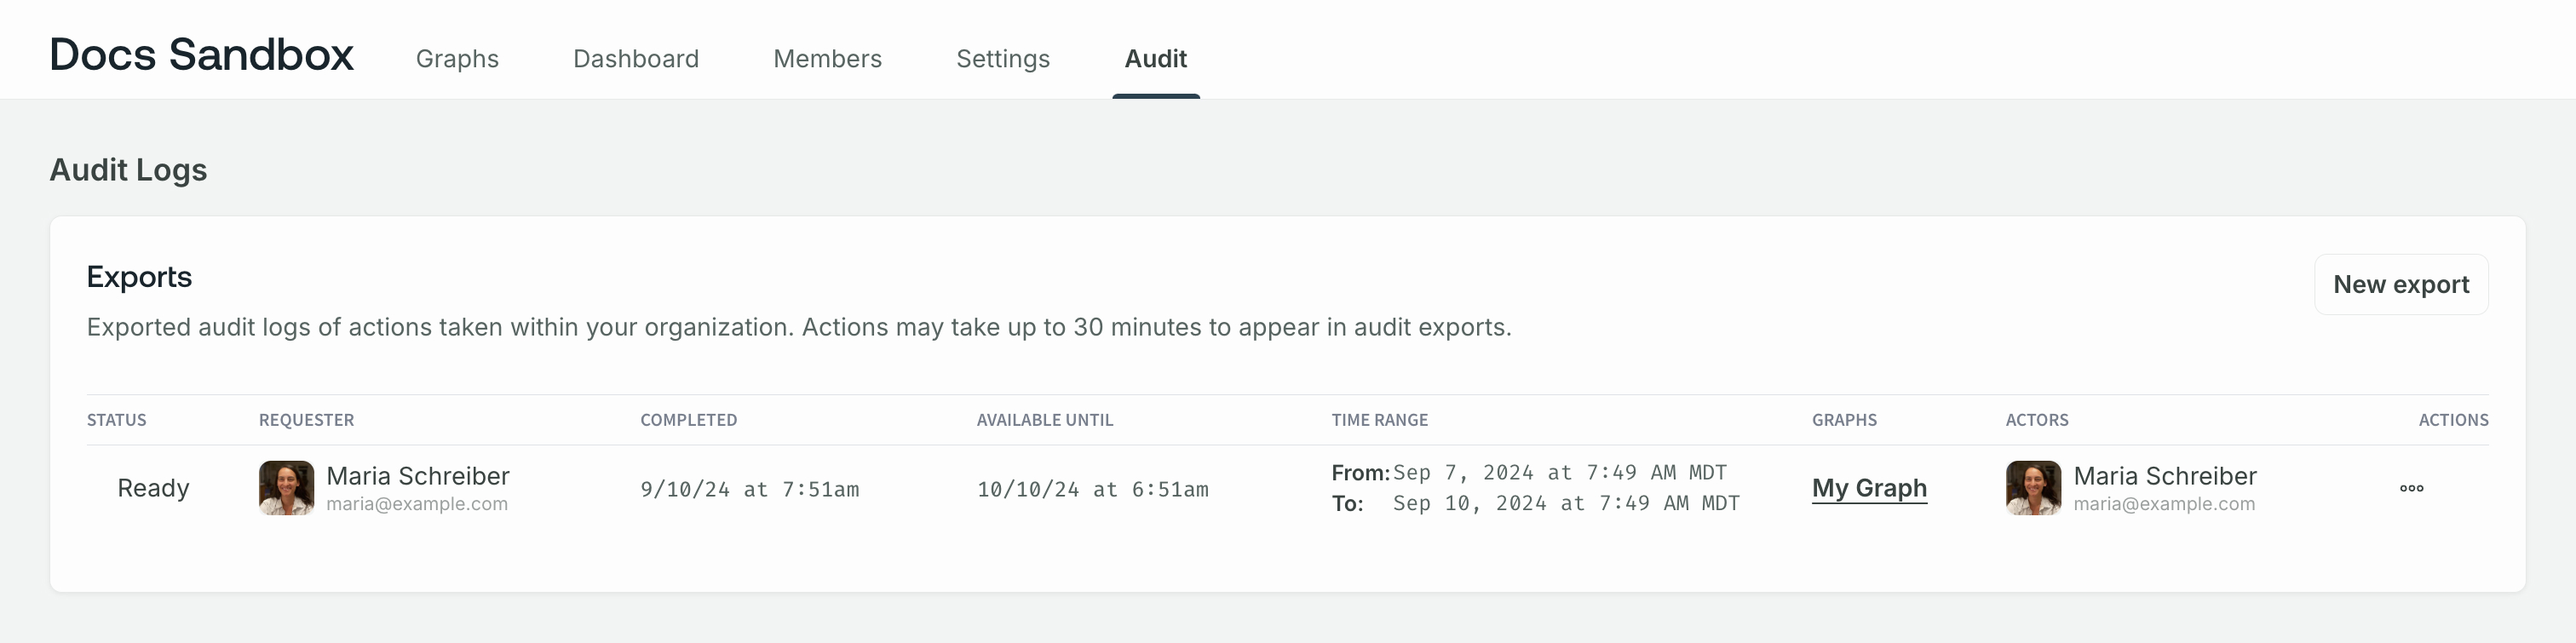 Docs Sandbox Graphs Dashboard Members Settings Audit
Audit Logs
Exports
New export
Exported audit logs of actions taken within your organization. Actions may take up to 30 minutes to appear in audit exports.
STATUS REQUESTER COMPLETED AVAILABLE UNTIL TIME RANGE GRAPHS ACTORS ACTIONS
Ready
Maria Schreiber
maria@example.com
9/10/24 at 7:51am
10/10/24 at 6:51am
From: Sep 7, 2024 at 7:49 AM MDT
To: Sep 10, 2024 at 7:49 AM MDT
My Graph
Maria Schreiber
maria@example.com